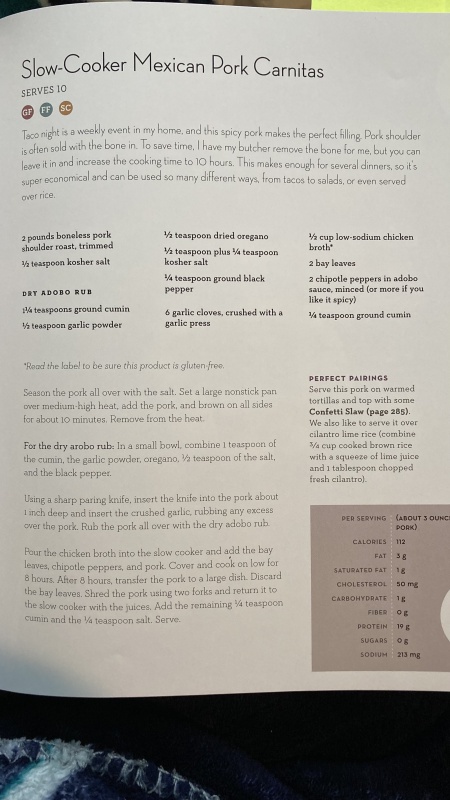 Slow-Cooker Mexican Pork Carnitas
SERVES 10
GF FF SC
Taco night is a weekly event in my home, and this spicy pork makes the perfect filling. Pork shoulder
is often sold with the bone in. To save time, I have my butcher remove the bone for me, but you can
leave it in and increase the cooking time to 10 hours. This makes enough for several dinners, so it's
super economical and can be used so many different ways, from tacos to salads, or even served
over rice.
2 pounds boneless pork
shoulder roast, trimmed
½ teaspoon kosher salt
DRY ADOBO RUB
1¼ teaspoons ground cumin
½ teaspoon garlic powder
½ teaspoon dried oregano
½ teaspoon plus ¼ teaspoon
kosher salt
¼ teaspoon ground black
pepper
6 garlic cloves, crushed with a
garlic press
½ cup low-sodium chicken
broth*
2 bay leaves
2 chipotle peppers in adobo
sauce, minced (or more if you
like it spicy)
¼ teaspoon ground cumin
*Read the label to be sure this product is gluten-free.
Season the pork all over with the salt. Set a large nonstick pan
over medium-high heat, add the pork, and brown on all sides
for about 10 minutes. Remove from the heat.
For the dry arobo rub: In a small bowl, combine 1 teaspoon of
the cumin, the garlic powder, oregano, ½ teaspoon of the salt,
and the black pepper.
Using a sharp paring knife, insert the knife into the pork about
1 inch deep and insert the crushed garlic, rubbing any excess
over the pork. Rub the pork all over with the dry adobo rub.
Pour the chicken broth into the slow cooker and add the bay
leaves, chipotle peppers, and pork. Cover and cook on low for
8 hours. After 8 hours, transfer the pork to a large dish. Discard
the bay leaves. Shred the pork using two forks and return it to
the slow cooker with the juices. Add the remaining ¼ teaspoon
cumin and the ¼ teaspoon salt. Serve.
PERFECT PAIRINGS
Serve this pork on warmed
tortillas and top with some
Confetti Slaw (page 285).
We also like to serve it over
cilantro lime rice (combine
¾ cup cooked brown rice
with a squeeze of lime juice
and 1 tablespoon chopped
fresh cilantro).
PER SERVING (ABOUT 3 OUNC
PORK)
CALORIES 112
FAT 3 g
SATURATED FAT 1 g
CHOLESTEROL 50 mg
CARBOHYDRATE 1 g
FIBER 0 g
PROTEIN 19 g
SUGARS 0 g
SODIUM 213 mg